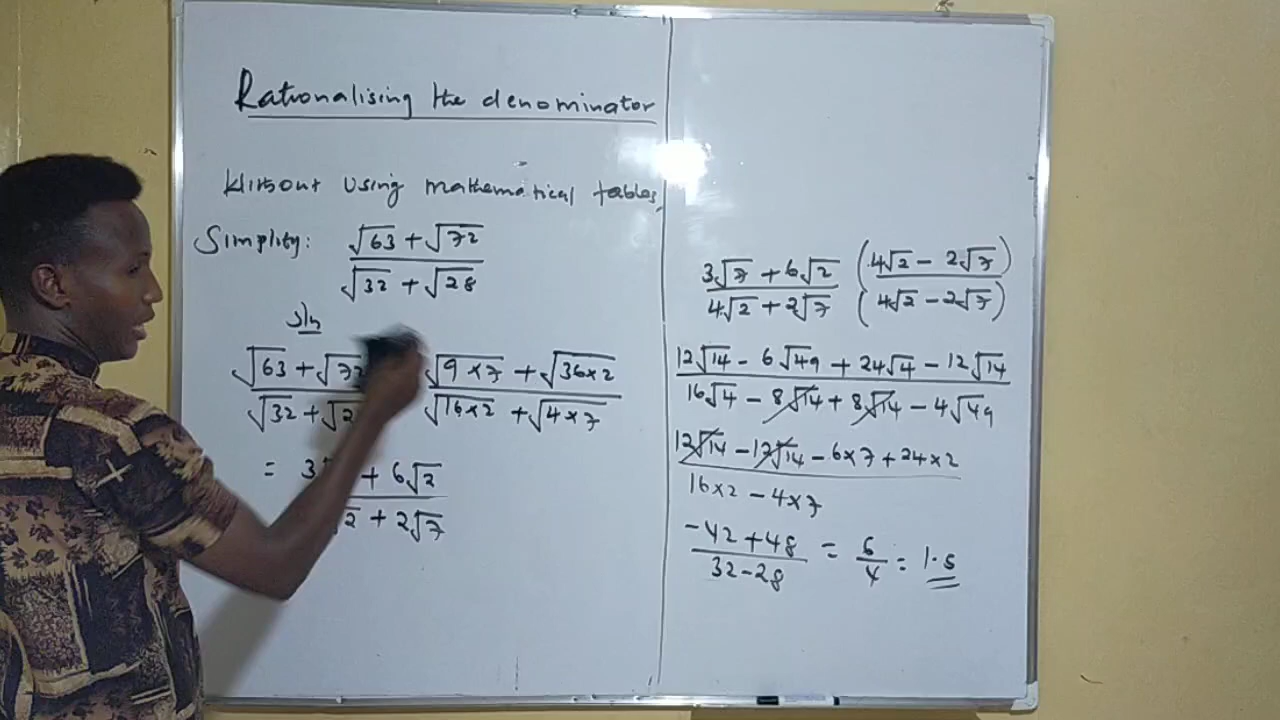 Rationalising the denominator
Without using mathematical tables,
Simplify: √63 + √72
√32 + √28
Sln
√63 + √72 √9×7 + √36×2
√32 + √2 √16×2 + √4×7
= 3 + 6√2
√2 + 2√7
3√7 + 6√2 (4√2 - 2√7)
4√2 + 2√7 (4√2 - 2√7)
12√14 - 6√49 + 24√4 - 12√14
16√4 - 8√14 + 8√14 - 4√49
12√14 - 12√14 - 6×7 + 24×2
16×2 - 4×7
-42 + 48 = 6 = 1.5
32 - 28 4